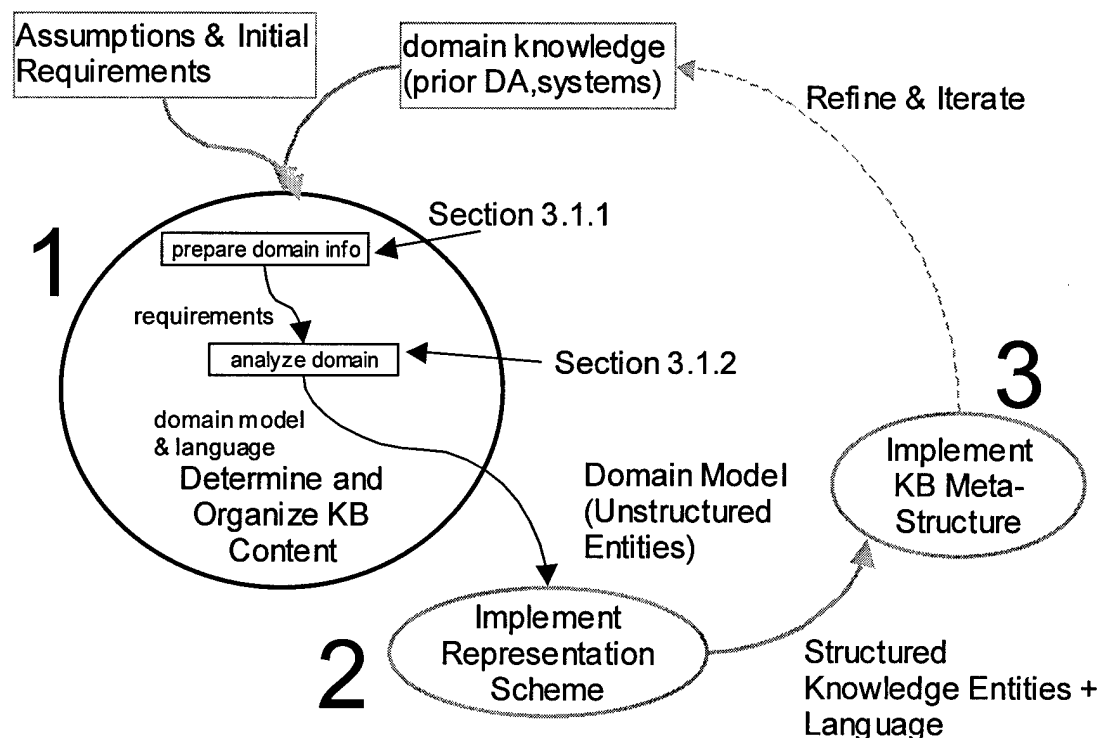 Assumptions & Initial
Requirements
domain knowledge
(prior DA,systems)
Refine & Iterate
1
Section 3.1.1
prepare domain info
requirements
analyze domain
Section 3.1.2
domain model
& language
Determine and
Organize KB
Content
3
Implement
KB Meta-
Structure
Domain Model
(Unstructured
Entities)
2
Implement
Representation
Scheme
Structured
Knowledge Entities +
Language